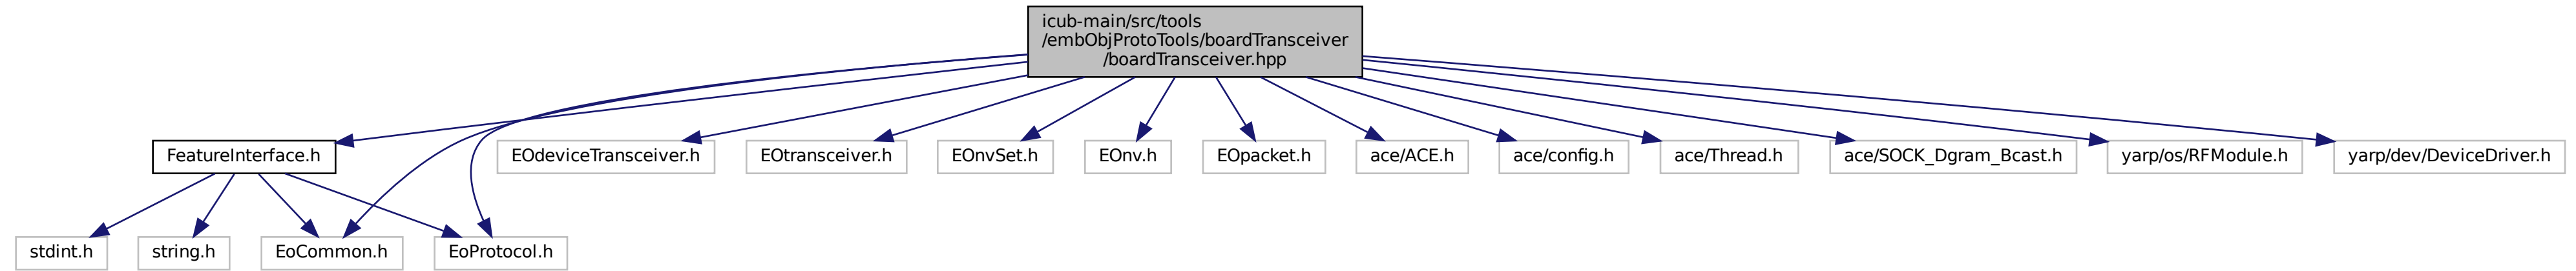 icub-main/src/tools
/embObjProtoTools/boardTransceiver
/boardTransceiver.hpp
FeatureInterface.h
EOdeviceTransceiver.h
EOtransceiver.h
EOnvSet.h
EOnv.h
EOpacket.h
ace/ACE.h
ace/config.h
ace/Thread.h
ace/SOCK_Dgram_Bcast.h
yarp/os/RFModule.h
yarp/dev/DeviceDriver.h
stdint.h
string.h
EoCommon.h
EoProtocol.h